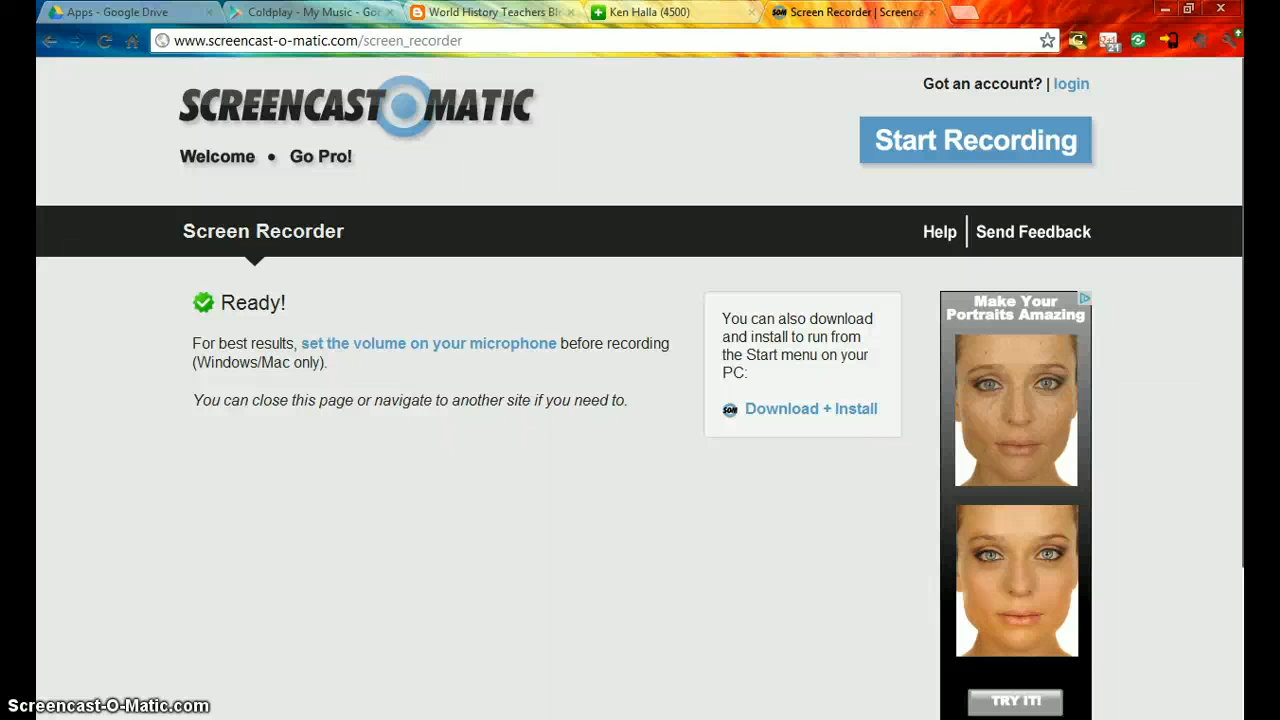 Apps - Google Drive
Coldplay - My Music - Go
World History Teachers Bl
Ken Halla (4500)
Screen Recorder | Screenca
www.screencast-o-matic.com/screen_recorder
21
SCREENCAST O MATIC
Got an account? | login
Start Recording
Welcome • Go Pro!
Screen Recorder
Help
Send Feedback
Ready!
For best results, set the volume on your microphone before recording
(Windows/Mac only).
You can close this page or navigate to another site if you need to.
You can also download
and install to run from
the Start menu on your
PC:
SOM
Download + Install
Make Your
Portraits Amazing
TRY IT!
Screencast-O-Matic.com